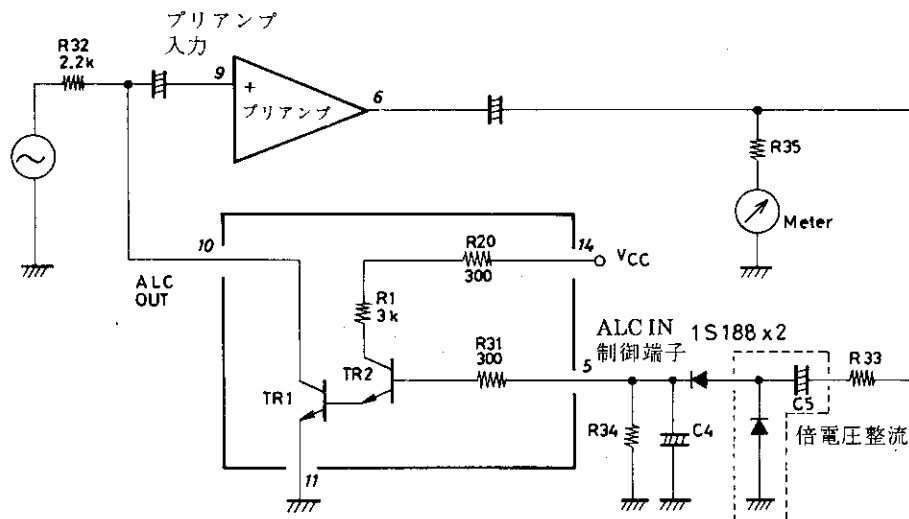 プリアンプ
入力
R32
2.2k
9
+
プリアンプ
6
R35
Meter
10
ALC
OUT
R20
300
14
VCC
R1
3k
TR2
TR1
R31
300
5
11
ALC IN
制御端子
1S188 x2
R33
R34
C4
C5
倍電圧整流